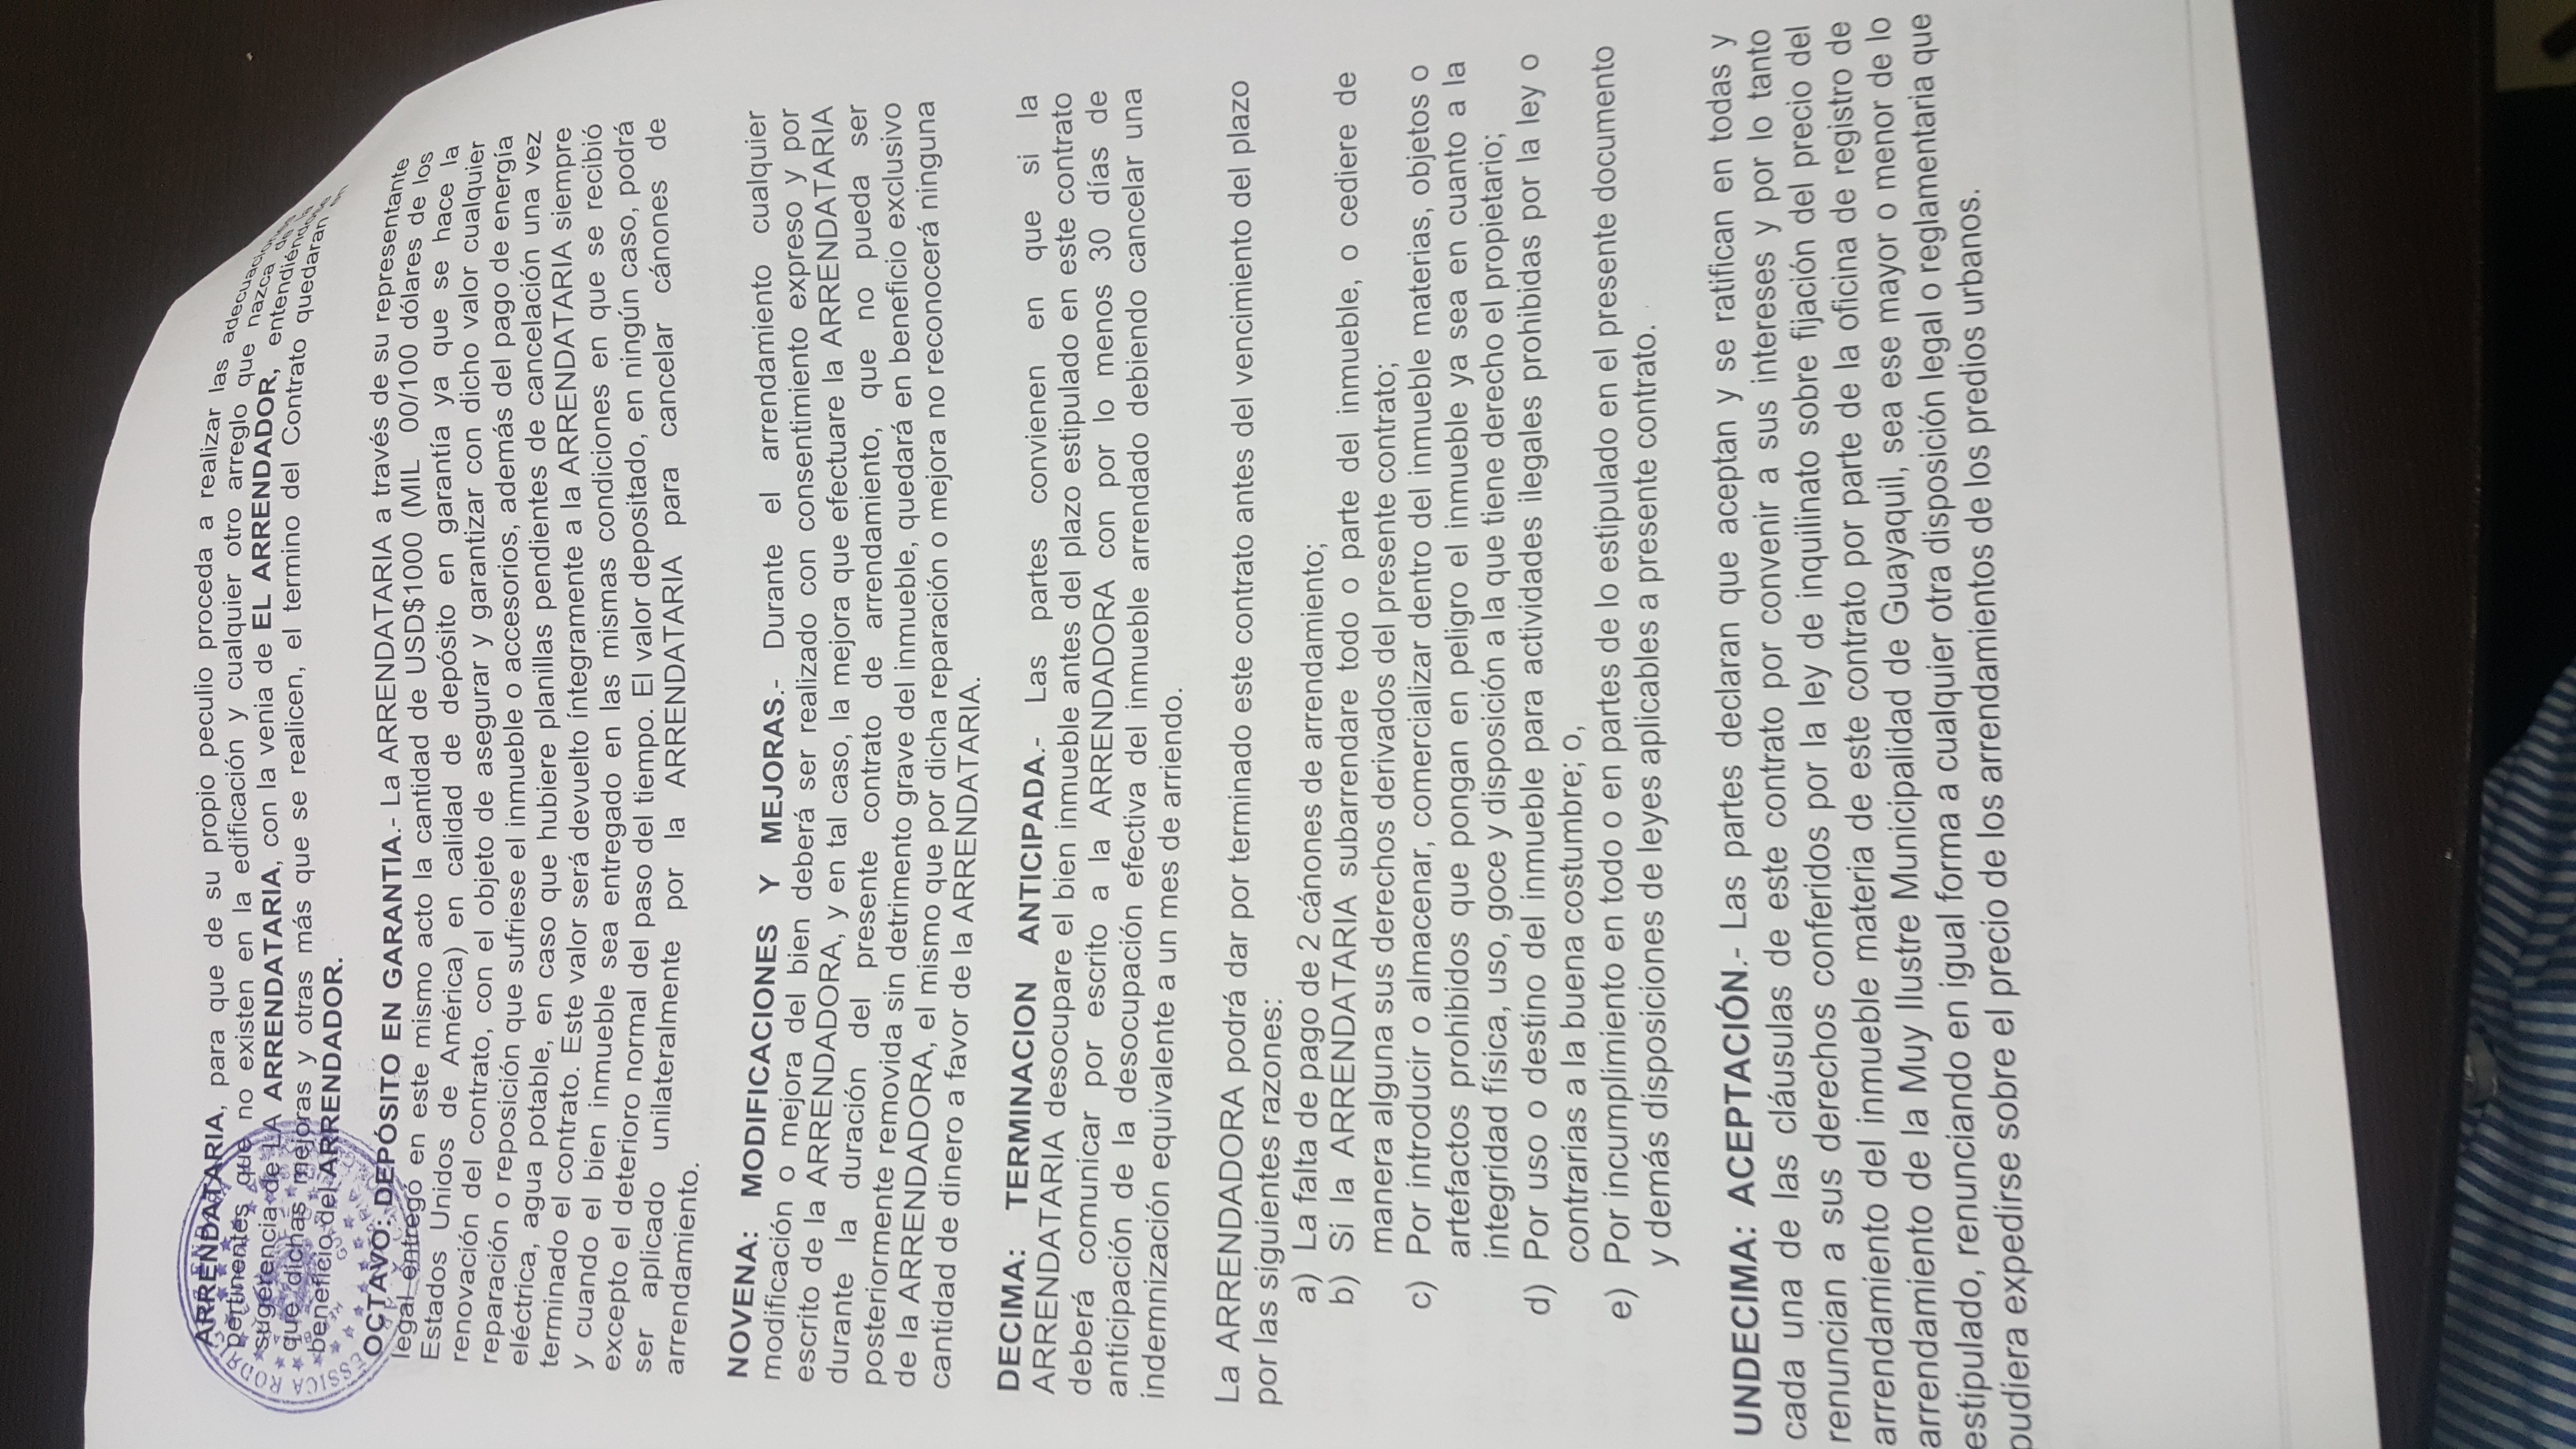 ARRENDATARIA, para que de su propio peculio proceda a realizar las adecuaciones
pertinentes que no existen en la edificación y cualquier otro arreglo que nazca de
sugerencia de LA ARRENDATARIA, con la venia de EL ARRENDADOR, entendiéndose
que dichas mejoras y otras más que se realicen, el termino del Contrato quedaran en
beneficio del ARRENDADOR.
OCTAVO: DEPÓSITO EN GARANTIA.- La ARRENDATARIA a través de su representante
legal entregó en este mismo acto la cantidad de USD$1000 (MIL 00/100 dólares de los
Estados Unidos de América) en calidad de depósito en garantía ya que se hace la
renovación del contrato, con el objeto de asegurar y garantizar con dicho valor cualquier
reparación o reposición que sufriese el inmueble o accesorios, además del pago de energía
eléctrica, agua potable, en caso que hubiere planillas pendientes de cancelación una vez
terminado el contrato. Este valor será devuelto íntegramente a la ARRENDATARIA siempre
y cuando el bien inmueble sea entregado en las mismas condiciones en que se recibió
excepto el deterioro normal del paso del tiempo. El valor depositado, en ningún caso, podrá
ser aplicado unilateralmente por la ARRENDATARIA para cancelar cánones de
arrendamiento.
NOVENA: MODIFICACIONES Y MEJORAS.- Durante el arrendamiento cualquier
modificación o mejora del bien deberá ser realizado con consentimiento expreso y por
escrito de la ARRENDADORA, y en tal caso, la mejora que efectuare la ARRENDATARIA
durante la duración del presente contrato de arrendamiento, que no pueda ser
posteriormente removida sin detrimento grave del inmueble, quedará en beneficio exclusivo
de la ARRENDADORA, el mismo que por dicha reparación o mejora no reconocerá ninguna
cantidad de dinero a favor de la ARRENDATARIA.
DECIMA: TERMINACION ANTICIPADA.- Las partes convienen en que si la
ARRENDATARIA desocupare el bien inmueble antes del plazo estipulado en este contrato
deberá comunicar por escrito a la ARRENDADORA con por lo menos 30 días de
anticipación de la desocupación efectiva del inmueble arrendado debiendo cancelar una
indemnización equivalente a un mes de arriendo.
La ARRENDADORA podrá dar por terminado este contrato antes del vencimiento del plazo
por las siguientes razones:
a) La falta de pago de 2 cánones de arrendamiento;
b) Si la ARRENDATARIA subarrendare todo o parte del inmueble, o cediere de
manera alguna sus derechos derivados del presente contrato;
c) Por introducir o almacenar, comercializar dentro del inmueble materias, objetos o
artefactos prohibidos que pongan en peligro el inmueble ya sea en cuanto a la
integridad física, uso, goce y disposición a la que tiene derecho el propietario;
d) Por uso o destino del inmueble para actividades ilegales prohibidas por la ley o
contrarias a la buena costumbre; o,
e) Por incumplimiento en todo o en partes de lo estipulado en el presente documento
y demás disposiciones de leyes aplicables a presente contrato.
UNDECIMA: ACEPTACIÓN.- Las partes declaran que aceptan y se ratifican en todas y
cada una de las cláusulas de este contrato por convenir a sus intereses y por lo tanto
renuncian a sus derechos conferidos por la ley de inquilinato sobre fijación del precio del
arrendamiento del inmueble materia de este contrato por parte de la oficina de registro de
arrendamiento de la Muy Ilustre Municipalidad de Guayaquil, sea ese mayor o menor de lo
estipulado, renunciando en igual forma a cualquier otra disposición legal o reglamentaria que
pudiera expedirse sobre el precio de los arrendamientos de los predios urbanos.